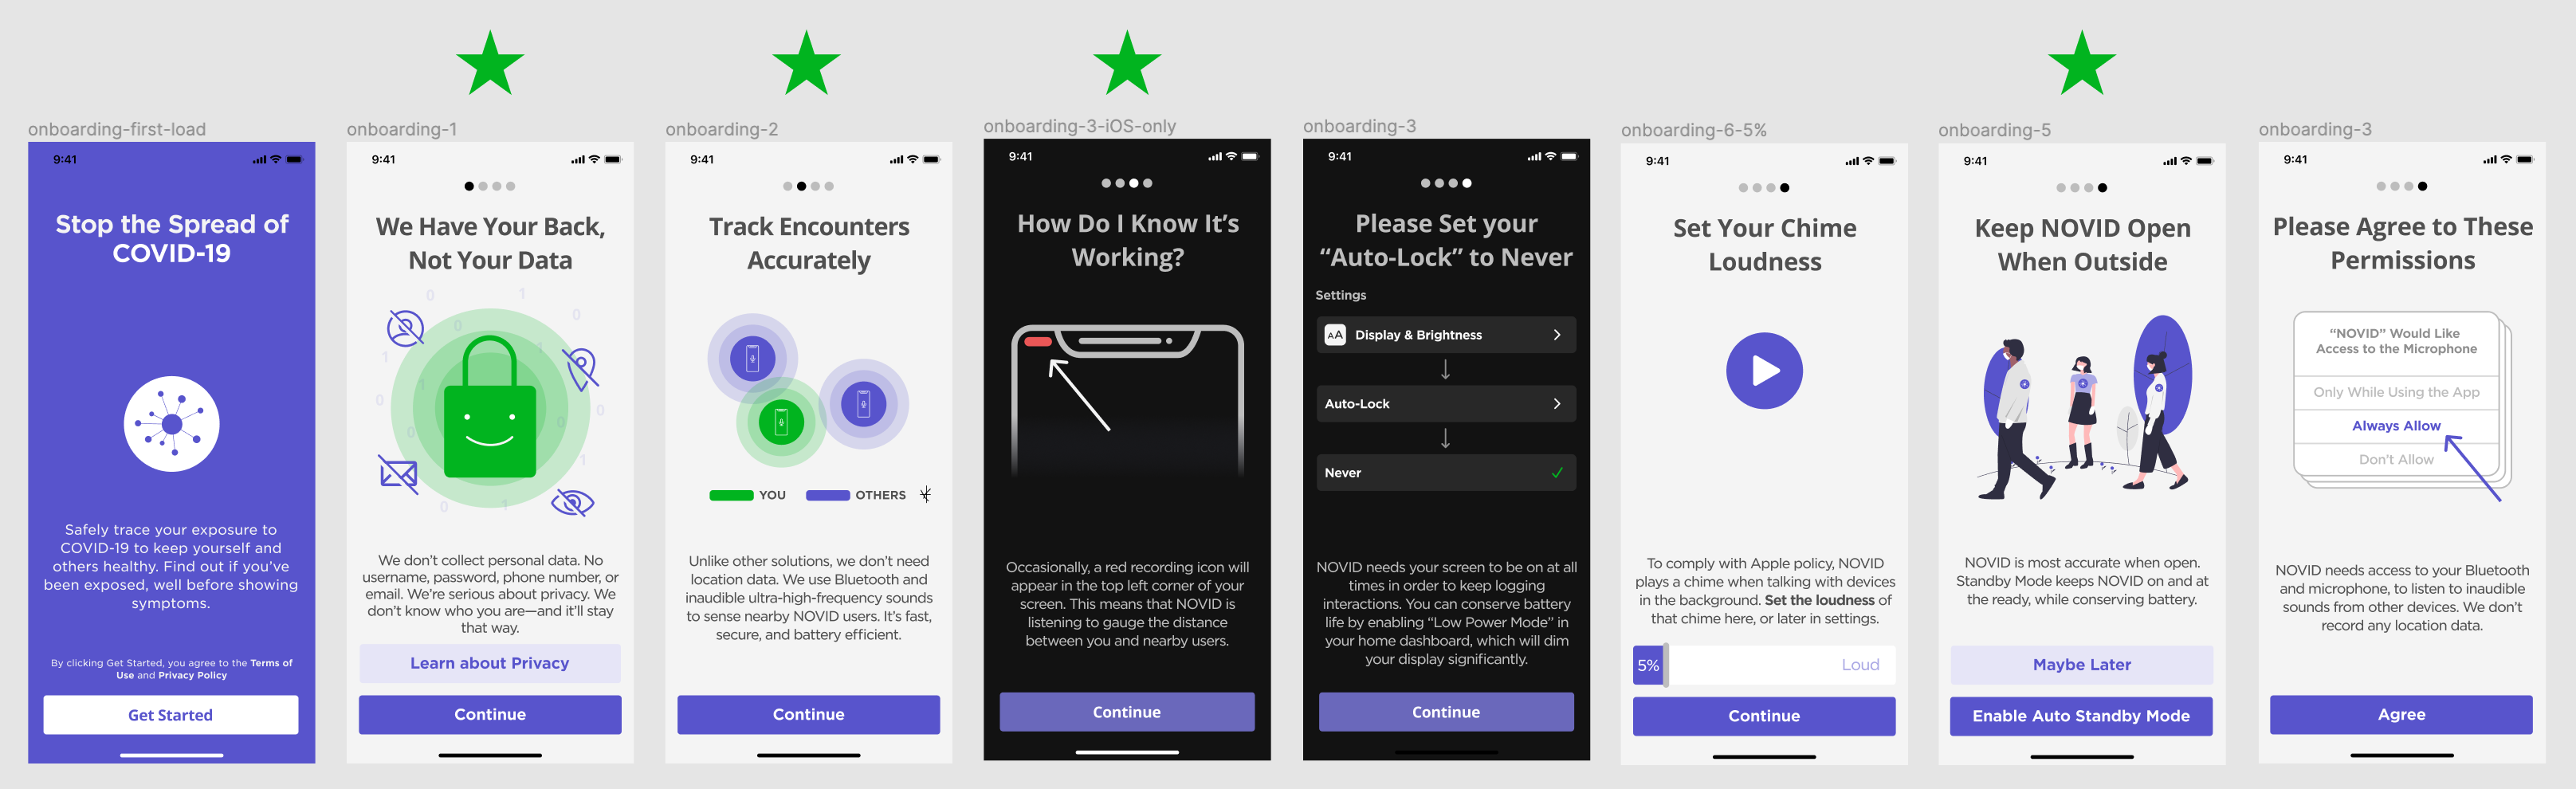 onboarding-first-load
9:41
Stop the Spread of
COVID-19
Safely trace your exposure to
COVID-19 to keep yourself and
others healthy. Find out if you've
been exposed, well before showing
symptoms.
By clicking Get Started, you agree to the Terms of
Use and Privacy Policy
Get Started
onboarding-1
9:41
We Have Your Back,
Not Your Data
0
1
0
0
1
1
1
0
0
0
0
1
1
0
We don't collect personal data. No
username, password, phone number, or
email. We're serious about privacy. We
don't know who you are—and it'll stay
that way.
Learn about Privacy
Continue
onboarding-2
9:41
Track Encounters
Accurately
YOU
OTHERS
Unlike other solutions, we don't need
location data. We use Bluetooth and
inaudible ultra-high-frequency sounds
to sense nearby NOVID users. It's fast,
secure, and battery efficient.
Continue
onboarding-3-iOS-only
9:41
How Do I Know It's
Working?
Occasionally, a red recording icon will
appear in the top left corner of your
screen. This means that NOVID is
listening to gauge the distance
between you and nearby users.
Continue
onboarding-3
9:41
Please Set your
“Auto-Lock” to Never
Settings
AA Display & Brightness
Auto-Lock
Never
NOVID needs your screen to be on at all
times in order to keep logging
interactions. You can conserve battery
life by enabling “Low Power Mode” in
your home dashboard, which will dim
your display significantly.
Continue
onboarding-6-5%
9:41
Set Your Chime
Loudness
To comply with Apple policy, NOVID
plays a chime when talking with devices
in the background. Set the loudness of
that chime here, or later in settings.
5%
Loud
Continue
onboarding-5
9:41
Keep NOVID Open
When Outside
NOVID is most accurate when open.
Standby Mode keeps NOVID on and at
the ready, while conserving battery.
Maybe Later
Enable Auto Standby Mode
onboarding-3
9:41
Please Agree to These
Permissions
“NOVID” Would Like
Access to the Microphone
Only While Using the App
Always Allow
Don't Allow
NOVID needs access to your Bluetooth
and microphone, to listen to inaudible
sounds from other devices. We don't
record any location data.
Agree